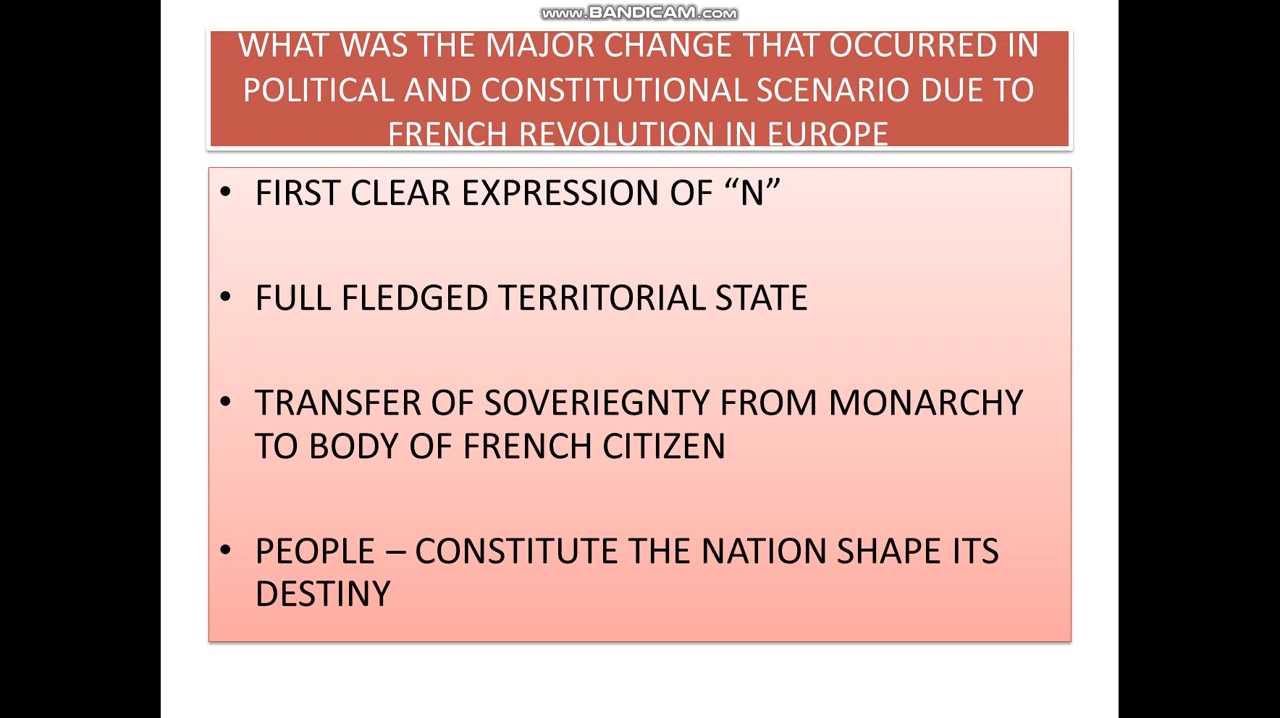 www.BANDICAM.com
WHAT WAS THE MAJOR CHANGE THAT OCCURRED IN
POLITICAL AND CONSTITUTIONAL SCENARIO DUE TO
FRENCH REVOLUTION IN EUROPE
• FIRST CLEAR EXPRESSION OF “N”
• FULL FLEDGED TERRITORIAL STATE
• TRANSFER OF SOVERIEGNTY FROM MONARCHY
TO BODY OF FRENCH CITIZEN
• PEOPLE – CONSTITUTE THE NATION SHAPE ITS
DESTINY